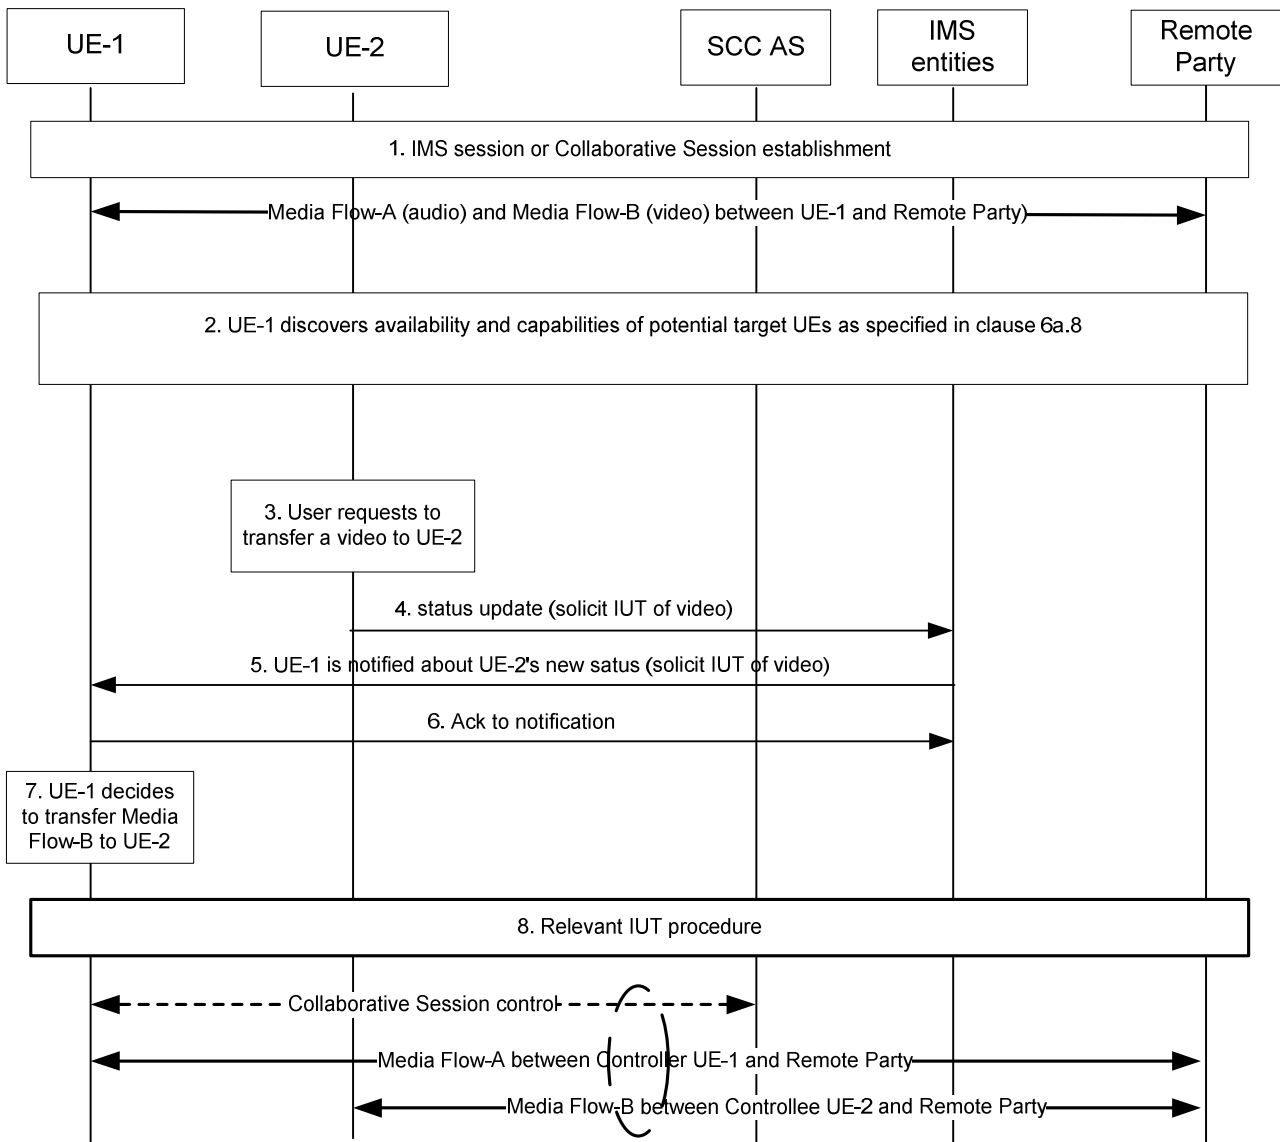 UE-1
UE-2
SCC AS
IMS
entities
Remote
Party
1. IMS session or Collaborative Session establishment
Media Flow-A (audio) and Media Flow-B (video) between UE-1 and Remote Party)
2. UE-1 discovers availability and capabilities of potential target UEs as specified in clause 6a.8
3. User requests to
transfer a video to UE-2
4. status update (solicit IUT of video)
5. UE-1 is notified about UE-2's new satus (solicit IUT of video)
6. Ack to notification
7. UE-1 decides
to transfer Media
Flow-B to UE-2
8. Relevant IUT procedure
Collaborative Session control
Media Flow-A between Controller UE-1 and Remote Party
Media Flow-B between Controllee UE-2 and Remote Party